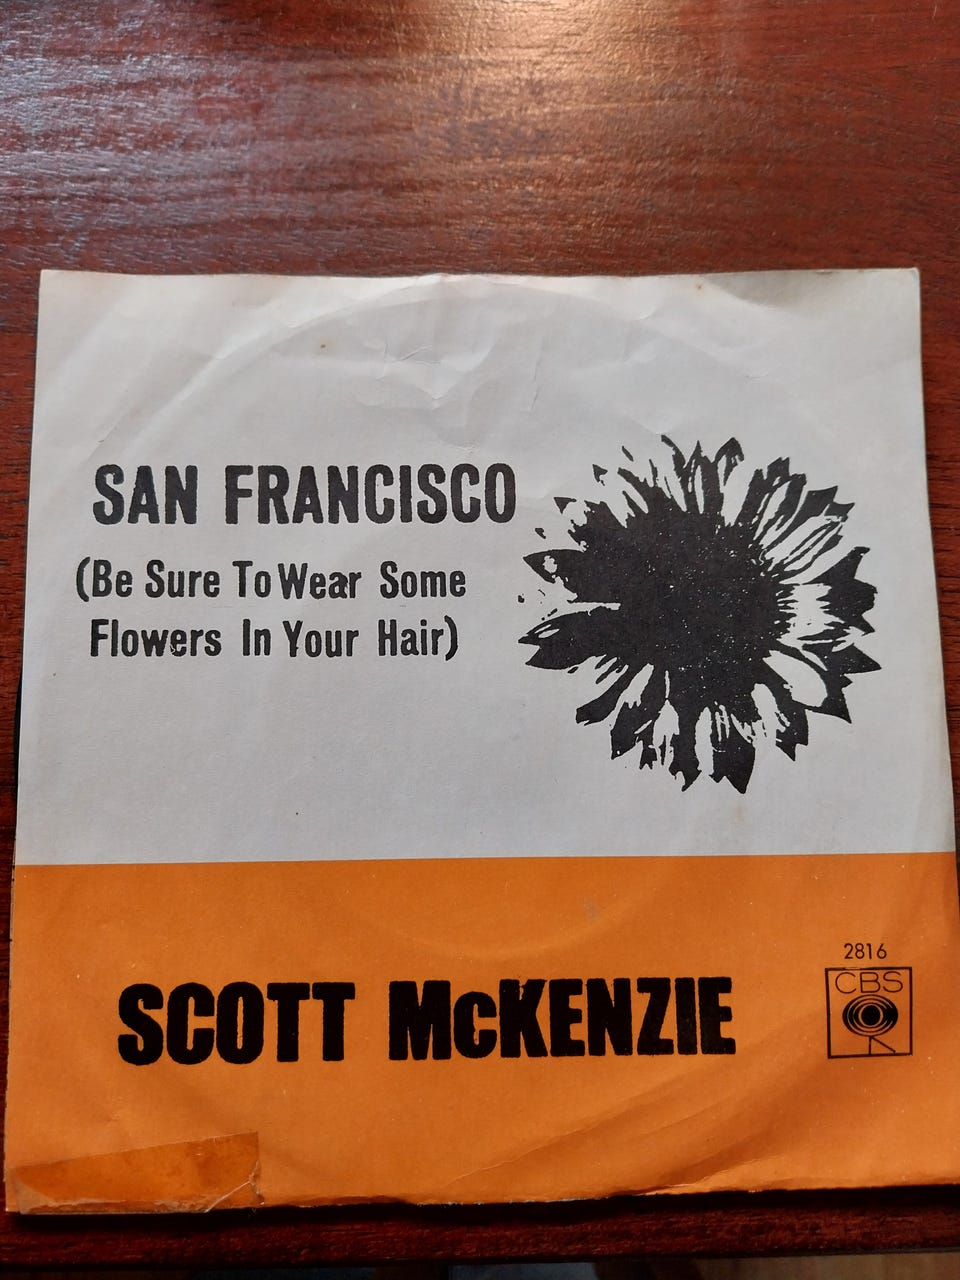 SAN FRANCISCO
(Be Sure To Wear Some
Flowers In Your Hair)
2816
CBS
SCOTT McKENZIE